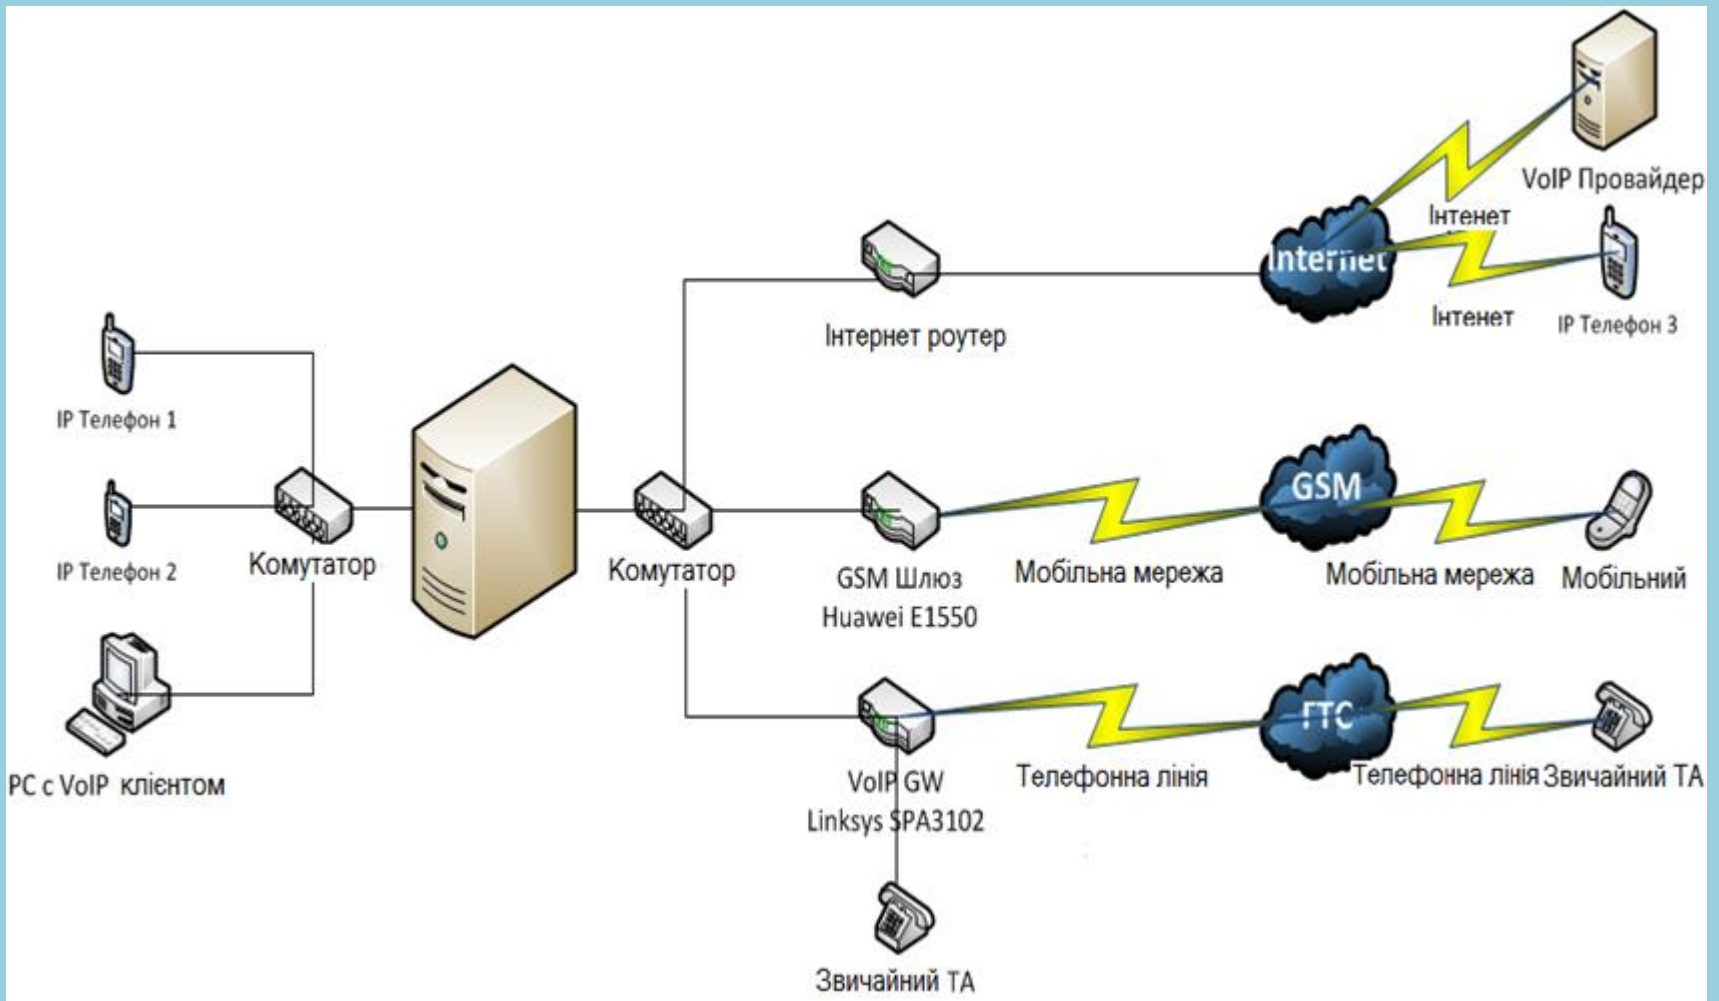 VoIP Провайдер
Інтенет
Internet
Інтенет
IP Телефон 3
Інтернет роутер
IP Телефон 1
GSM
IP Телефон 2
Комутатор
Комутатор
GSM Шлюз
Huawei E1550
Мобільна мережа
Мобільна мережа
Мобільний
ГТС
PC с VoIP клієнтом
VoIP GW
Linksys SPA3102
Телефонна лінія
Телефонна лінія
Звичайний ТА
Звичайний ТА